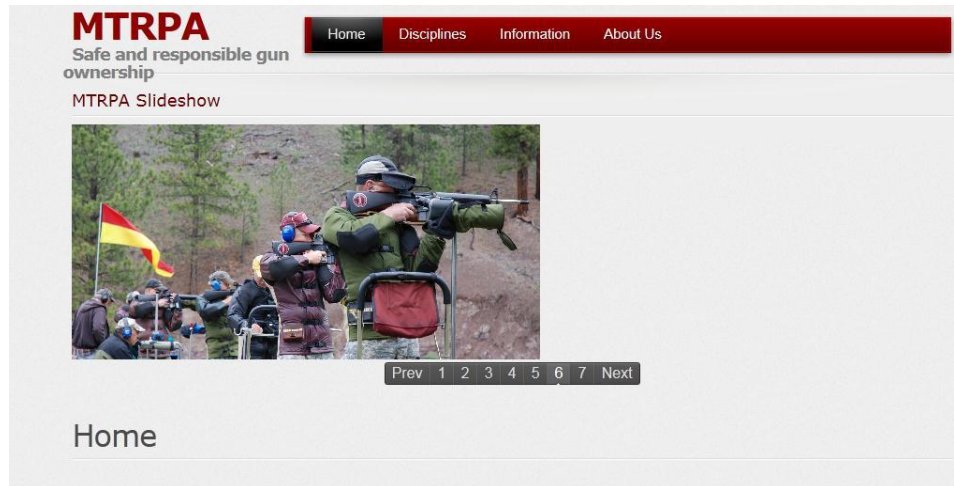 MTRPA
Safe and responsible gun
ownership
Home Disciplines Information About Us
MTRPA Slideshow
Prev 1 2 3 4 5 6 7 Next
Home